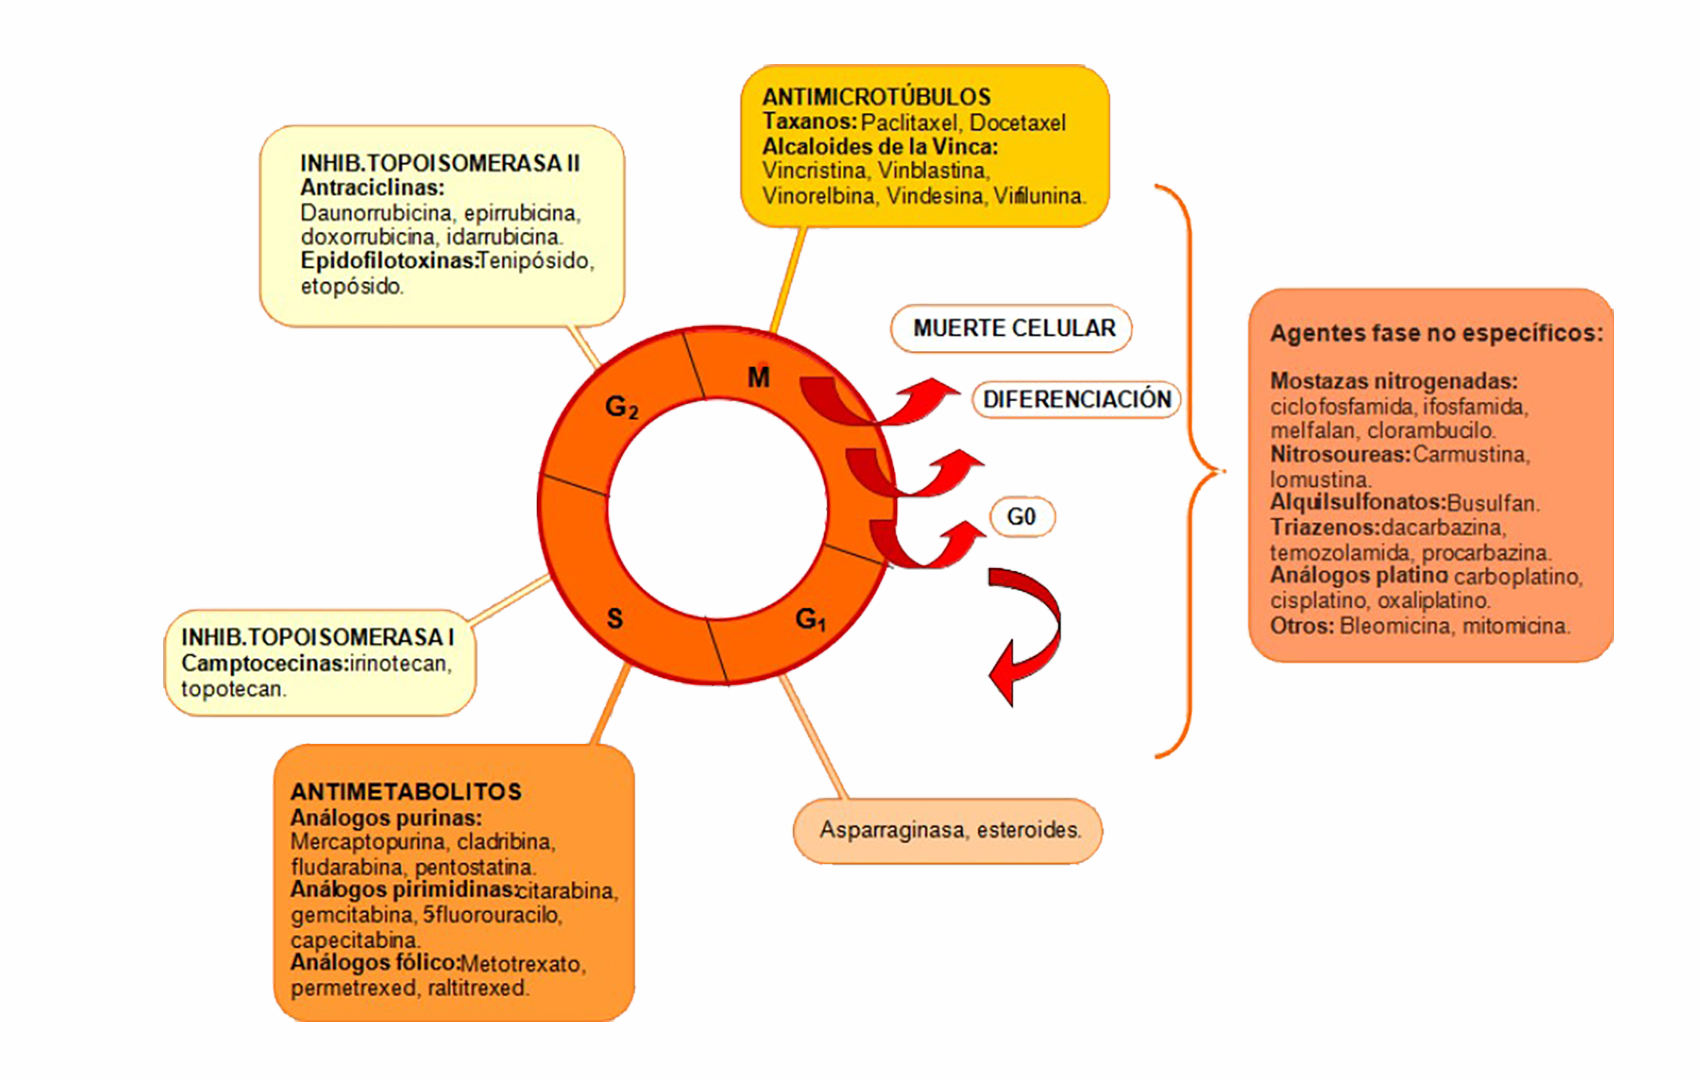 ANTIMICROTÚBULOS
Taxanos: Paclitaxel, Docetaxel
Alcaloides de la Vinca:
Vincristina, Vinblastina,
Vinorelbina, Vindesina, Vinflunina.
INHIB.TOPOISOMERASA II
Antraciclinas:
Daunorrubicina, epirrubicina,
doxorrubicina, idarrubicina.
Epidofilotoxinas:Tenipósido,
etopósido.
MUERTE CELULAR
DIFERENCIACIÓN
G0
M
G2
S
G1
Agentes fase no específicos:
Mostazas nitrogenadas:
ciclofosfamida, ifosfamida,
melfalan, clorambucilo.
Nitrosoureas:Carmustina,
lomustina.
Alquilsulfonatos:Busulfan.
Triazenos:dacarbazina,
temozolamida, procarbazina.
Análogos platino carboplatino,
cisplatino, oxaliplatino.
Otros: Bleomicina, mitomicina.
INHIB.TOPOISOMERASA I
Camptocecinas:irinotecan,
topotecan.
ANTIMETABOLITOS
Análogos purinas:
Mercaptopurina, cladribina,
fludarabina, pentostatina.
Análogos pirimidinas:citarabina,
gemcitabina, 5fluorouracilo,
capecitabina.
Análogos fólico:Metotrexato,
permetrexed, raltitrexed.
Asparraginasa, esteroides.